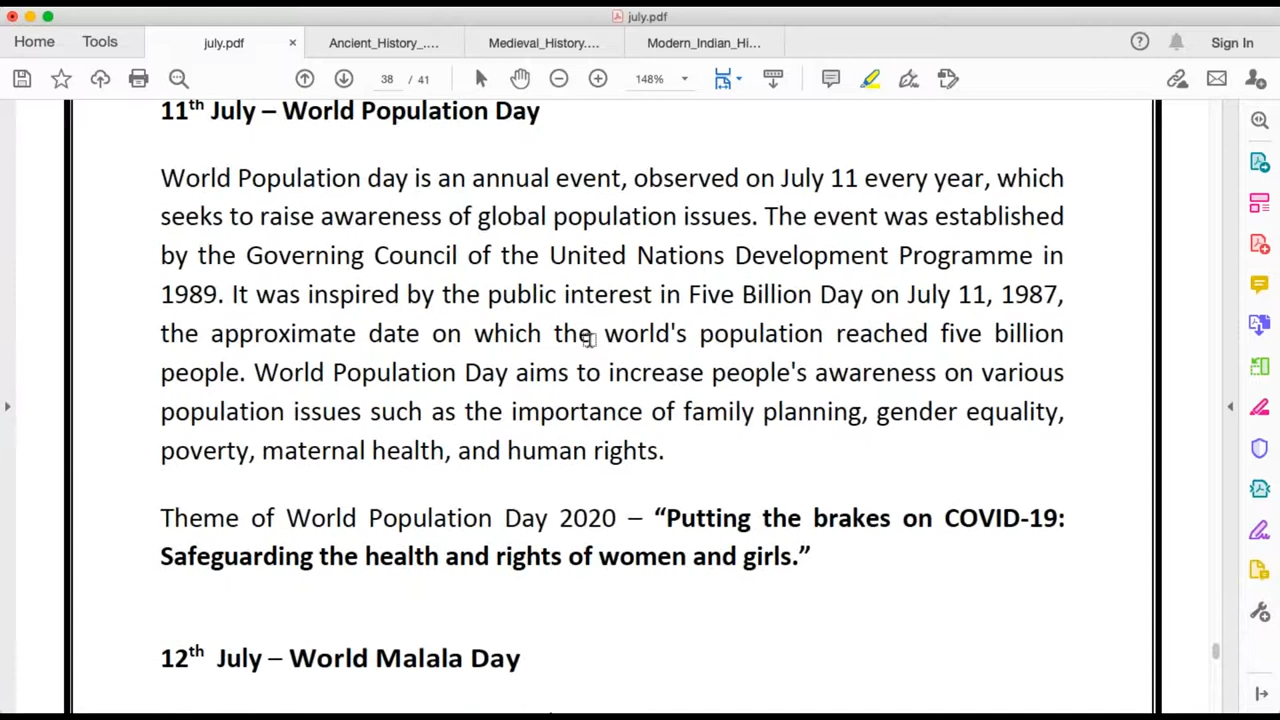 july.pdf
Home Tools july.pdf × Ancient_History_.... Medieval_History.... Modern_Indian_Hi... Sign In
38 / 41 148%
11th July – World Population Day
World Population day is an annual event, observed on July 11 every year, which
seeks to raise awareness of global population issues. The event was established
by the Governing Council of the United Nations Development Programme in
1989. It was inspired by the public interest in Five Billion Day on July 11, 1987,
the approximate date on which the world's population reached five billion
people. World Population Day aims to increase people's awareness on various
population issues such as the importance of family planning, gender equality,
poverty, maternal health, and human rights.
Theme of World Population Day 2020 – “Putting the brakes on COVID-19:
Safeguarding the health and rights of women and girls.”
12th July – World Malala Day